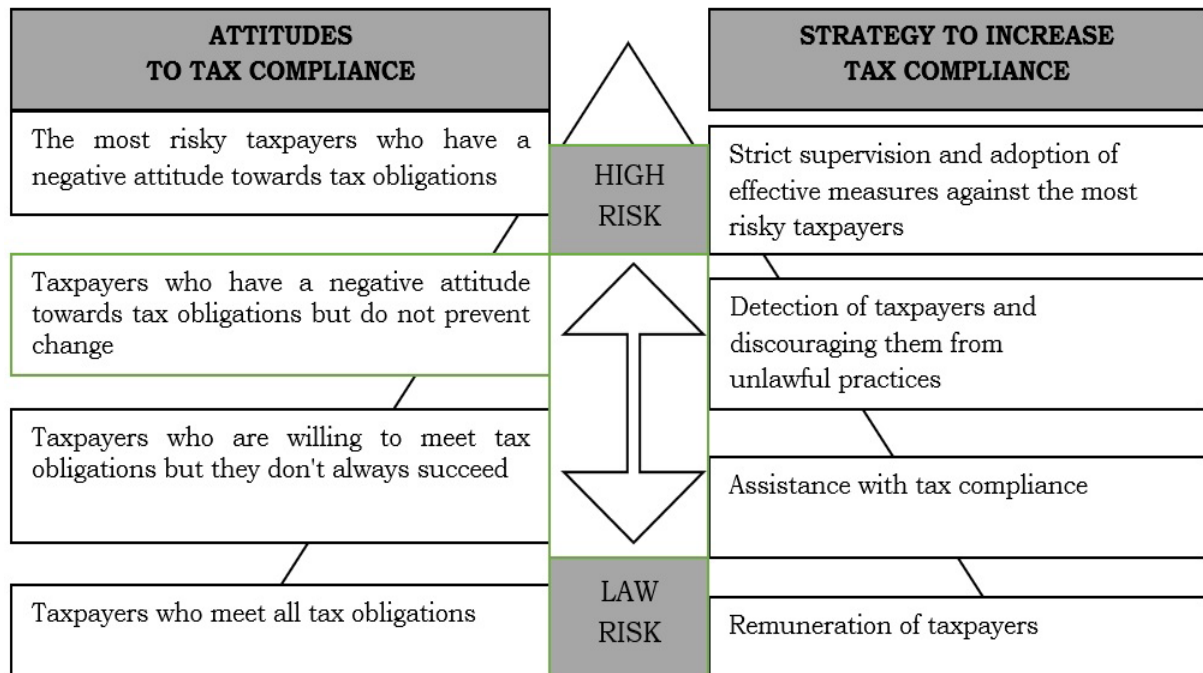 ATTITUDES
TO TAX COMPLIANCE
The most risky taxpayers who have a
negative attitude towards tax obligations
Taxpayers who have a negative attitude
towards tax obligations but do not prevent
change
Taxpayers who are willing to meet tax
obligations but they don't always succeed
Taxpayers who meet all tax obligations
HIGH
RISK
LAW
RISK
STRATEGY TO INCREASE
TAX COMPLIANCE
Strict supervision and adoption of
effective measures against the most
risky taxpayers
Detection of taxpayers and
discouraging them from
unlawful practices
Assistance with tax compliance
Remuneration of taxpayers